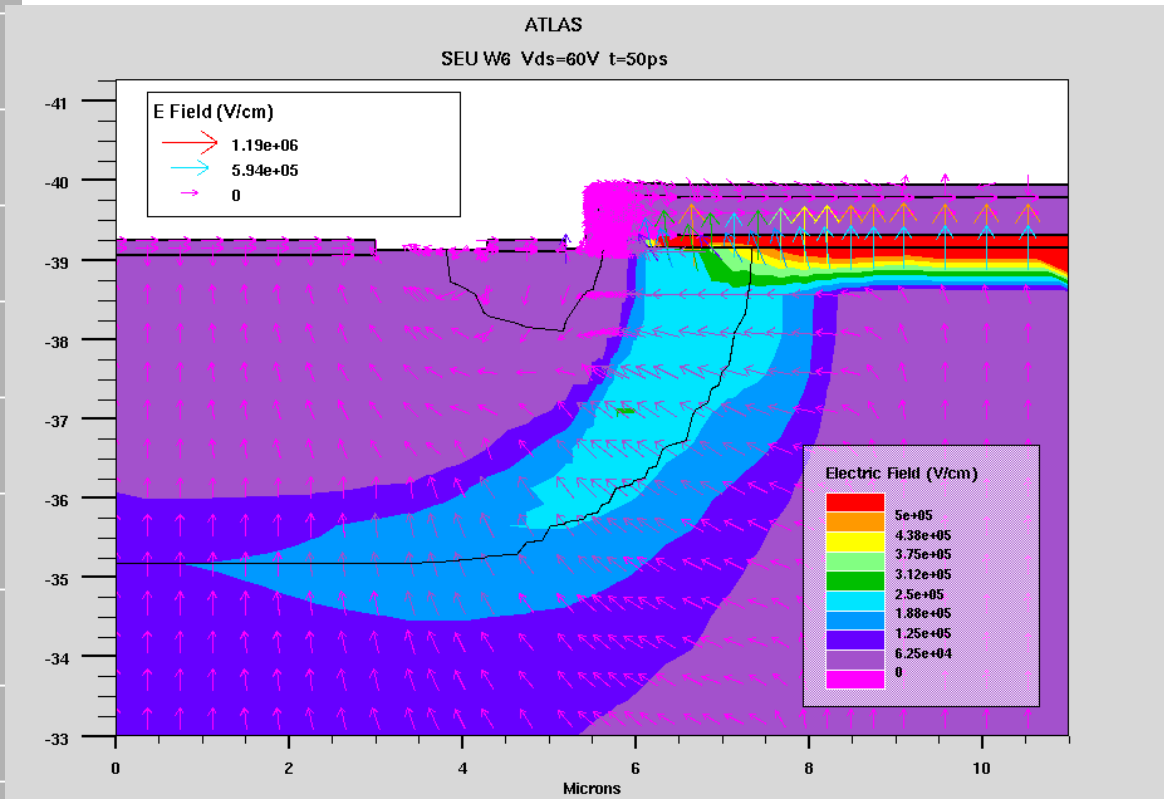 ATLAS
SEU W6 Vds=60V t=50ps
E Field (V/cm)
1.19e+06
5.94e+05
0
-41
-40
-39
-38
-37
-36
-35
-34
-33
Electric Field (V/cm)
5e+05
4.38e+05
3.75e+05
3.12e+05
2.5e+05
1.88e+05
1.25e+05
6.25e+04
0
0 2 4 6 8 10
Microns